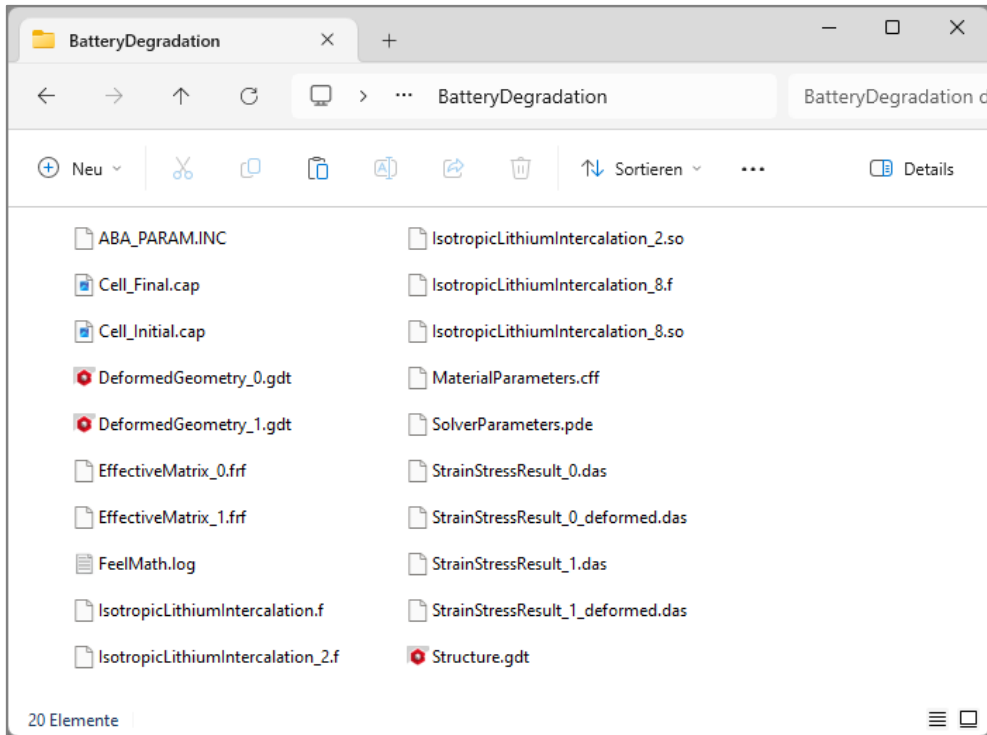 BatteryDegradation
BatteryDegradation
BatteryDegradation d
Neu
Sortieren
Details
ABA_PARAM.INC
Cell_Final.cap
Cell_Initial.cap
DeformedGeometry_0.gdt
DeformedGeometry_1.gdt
EffectiveMatrix_0.frf
EffectiveMatrix_1.frf
FeelMath.log
IsotropicLithiumIntercalation.f
IsotropicLithiumIntercalation_2.f
IsotropicLithiumIntercalation_2.so
IsotropicLithiumIntercalation_8.f
IsotropicLithiumIntercalation_8.so
MaterialParameters.cff
SolverParameters.pde
StrainStressResult_0.das
StrainStressResult_0_deformed.das
StrainStressResult_1.das
StrainStressResult_1_deformed.das
Structure.gdt
20 Elemente